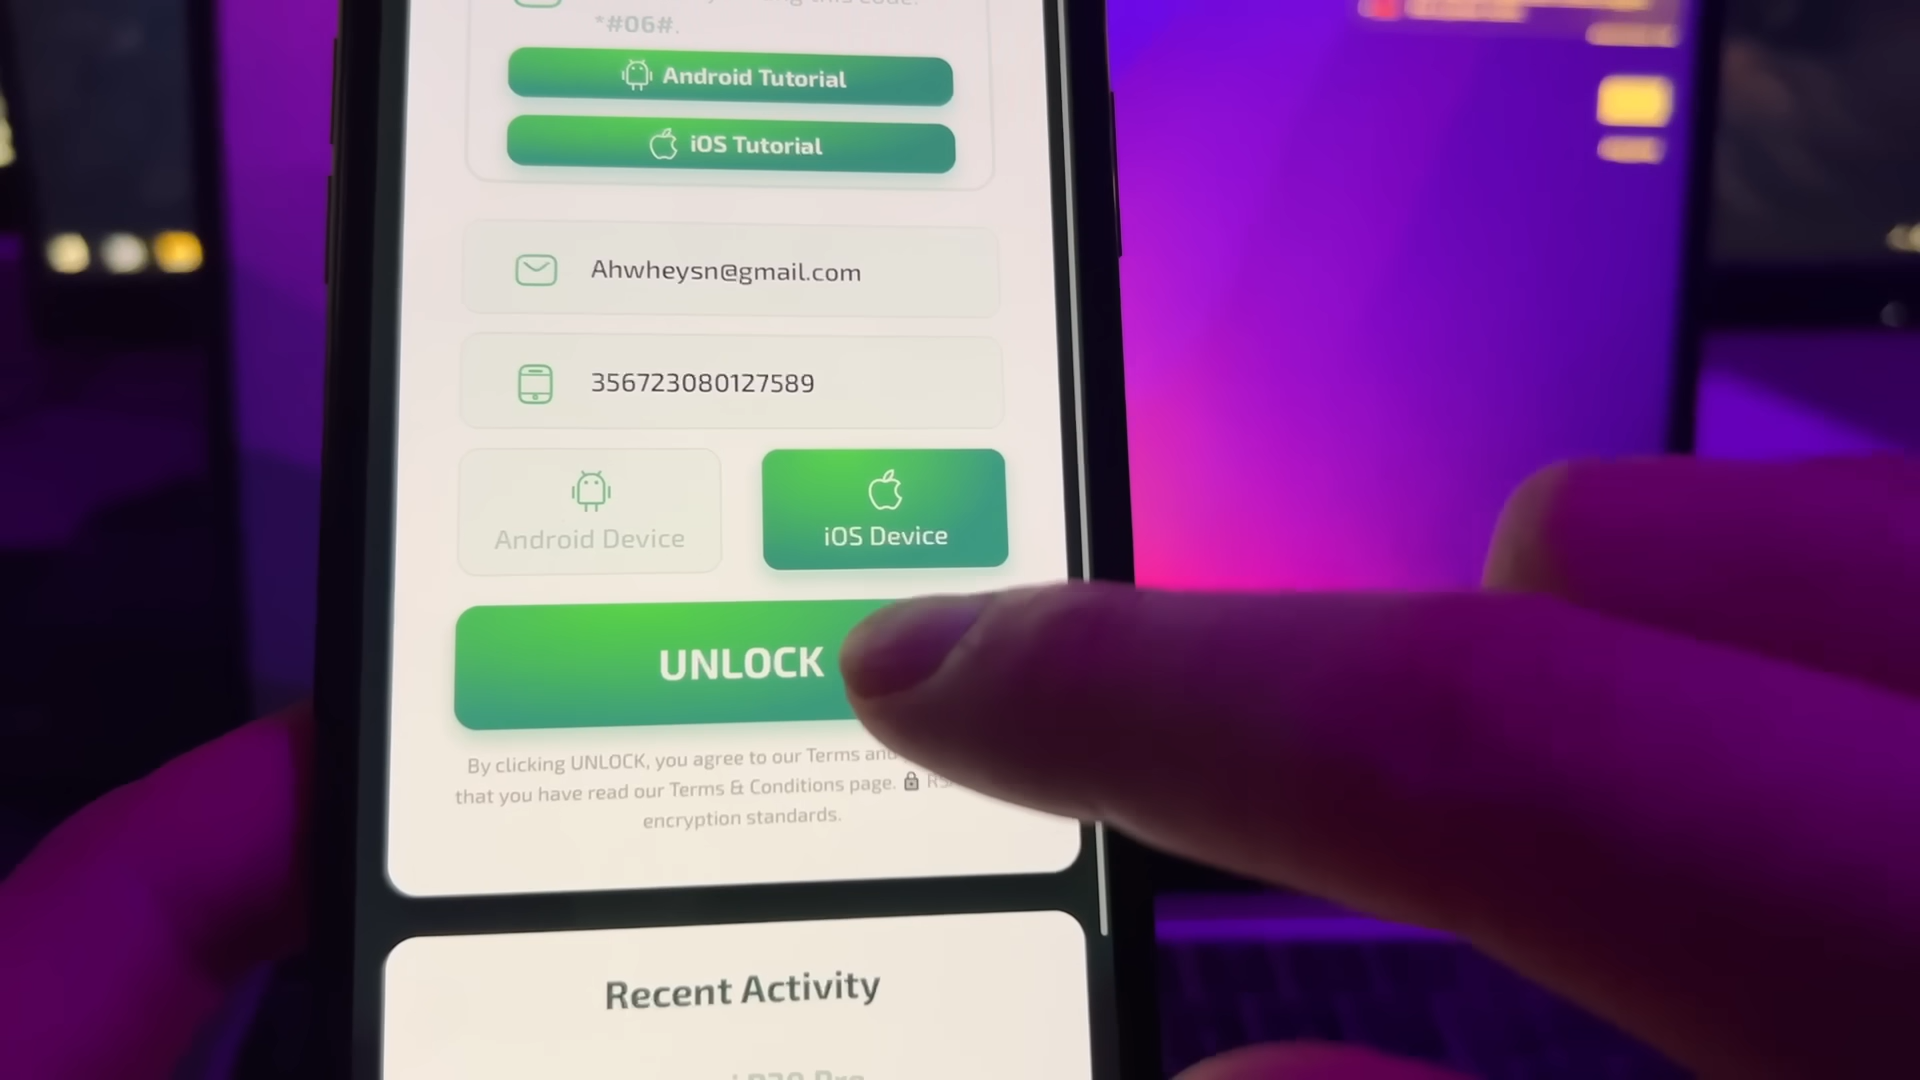 code:
*#06#.
Android Tutorial
iOS Tutorial
Ahwheysn@gmail.com
356723080127589
Android Device
iOS Device
UNLOCK
By clicking UNLOCK, you agree to our Terms and
that you have read our Terms & Conditions page. 🔒
encryption standards.
Recent Activity